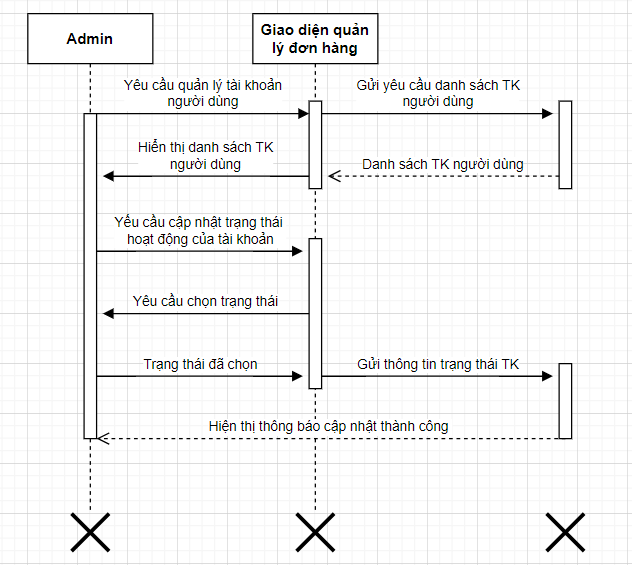 Admin
Giao diện quản
lý đơn hàng
Yêu cầu quản lý tài khoản
người dùng
Gửi yêu cầu danh sách TK
người dùng
Hiển thị danh sách TK
người dùng
Danh sách TK người dùng
Yếu cầu cập nhật trạng thái
hoạt động của tài khoản
Yêu cầu chọn trạng thái
Trạng thái đã chọn
Gửi thông tin trạng thái TK
Hiện thị thông báo cập nhật thành công